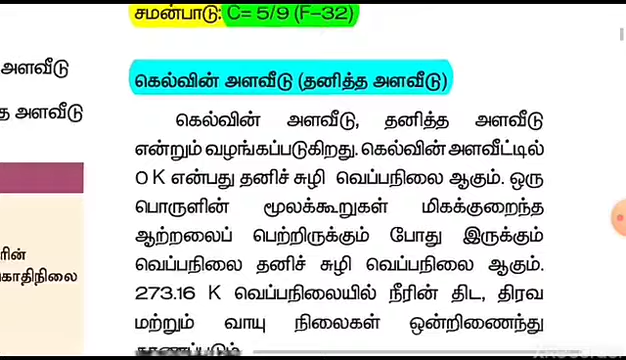 சமன்பாடு: C= 5/9 (F–32)
அளவீடு
த அளவீடு
கெல்வின் அளவீடு (தனித்த அளவீடு)
கெல்வின் அளவீடு, தனித்த அளவீடு
என்றும் வழங்கப்படுகிறது. கெல்வின் அளவீட்டில்
0 K என்பது தனிச் சுழி வெப்பநிலை ஆகும். ஒரு
பொருளின் மூலக்கூறுகள் மிகக்குறைந்த
ஆற்றலைப் பெற்றிருக்கும் போது இருக்கும்
வெப்பநிலை தனிச் சுழி வெப்பநிலை ஆகும்.
273.16 K வெப்பநிலையில் நீரின் திட, திரவ
மற்றும் வாயு நிலைகள் ஒன்றிணைந்து
காணப்படும்
ரின்
காதிநிலை